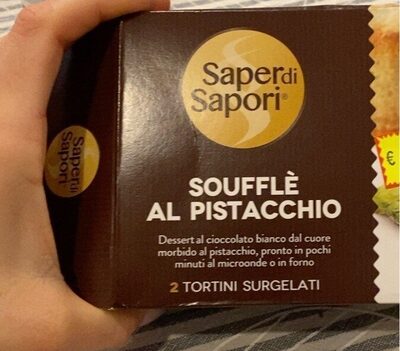 Saper di
Sapori®
Saper di
Sapori
SOUFFLÈ
AL PISTACCHIO
Dessert al cioccolato bianco dal cuore
morbido al pistacchio, pronto in pochi
minuti al microonde o in forno
2 TORTINI SURGELATI
€